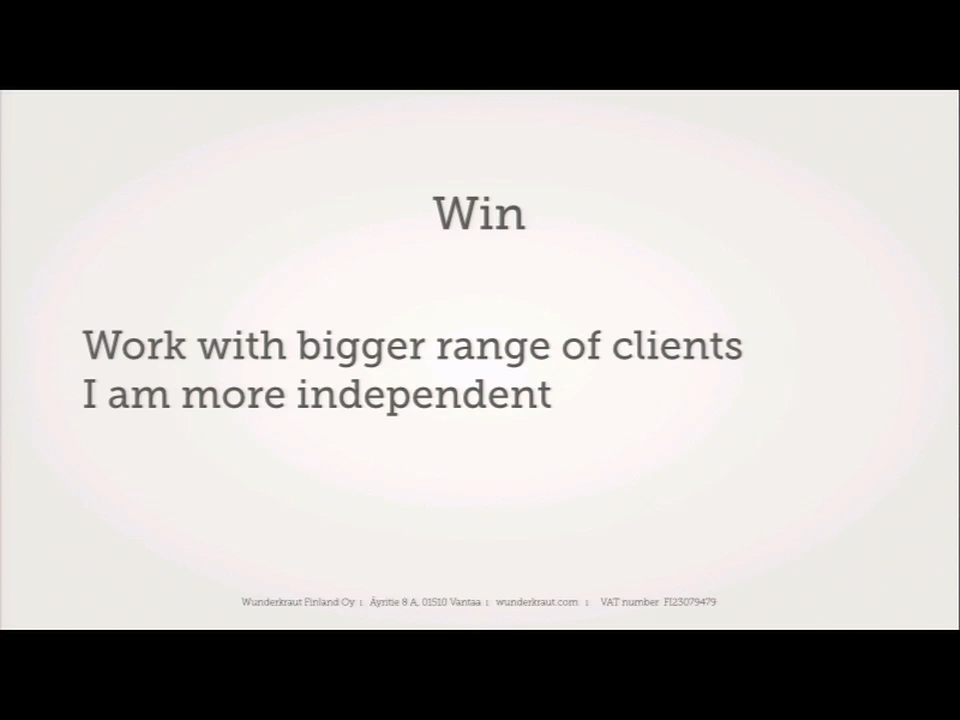 Win
Work with bigger range of clients
I am more independent
Wunderkraut Finland Oy : Äyritie 8 A, 01510 Vantaa : wunderkraut.com : VAT number FI23079479